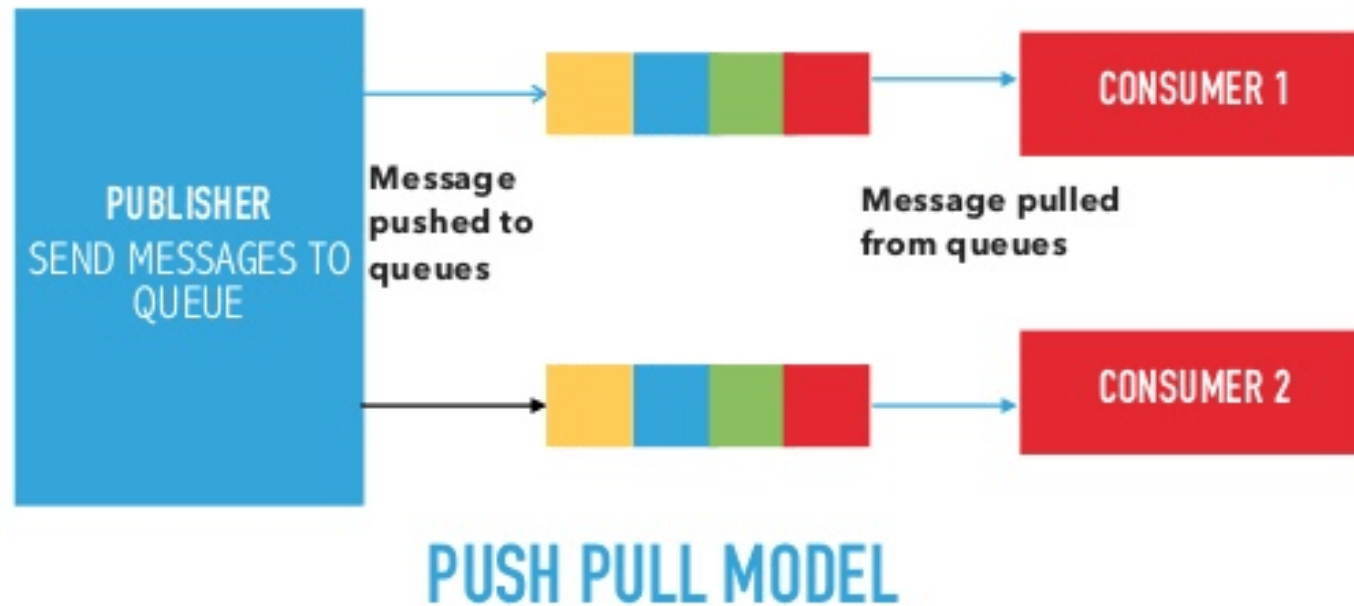 PUBLISHER
SEND MESSAGES TO
QUEUE
Message
pushed to
queues
CONSUMER 1
Message pulled
from queues
CONSUMER 2
PUSH PULL MODEL